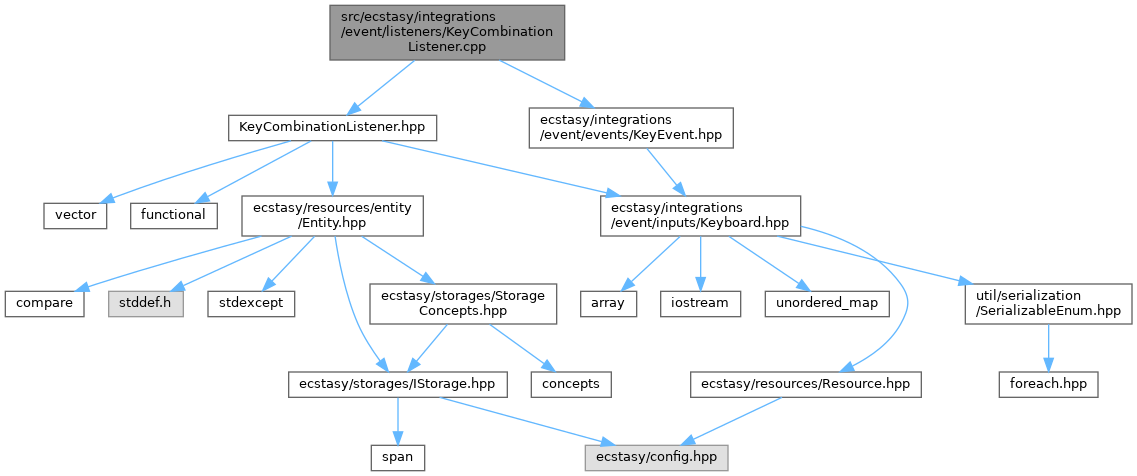 src/ecstasy/integrations
/event/listeners/KeyCombination
Listener.cpp
KeyCombinationListener.hpp
ecstasy/integrations
/event/events/KeyEvent.hpp
vector
functional
ecstasy/resources/entity
/Entity.hpp
ecstasy/integrations
/event/inputs/Keyboard.hpp
compare
stddef.h
stdexcept
ecstasy/storages/Storage
Concepts.hpp
array
iostream
unordered_map
util/serialization
/SerializableEnum.hpp
ecstasy/storages/IStorage.hpp
concepts
ecstasy/resources/Resource.hpp
foreach.hpp
span
ecstasy/config.hpp